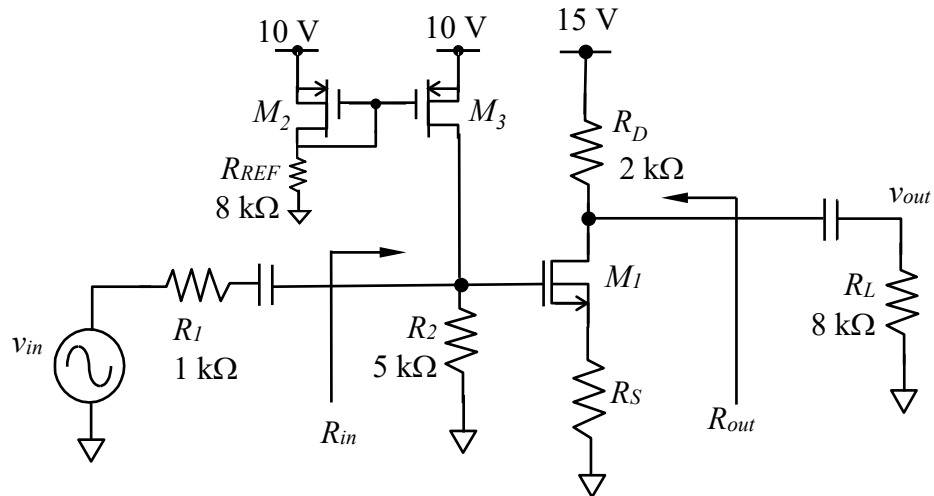 10 V
10 V
15 V
M2
M3
RD
2 kΩ
RREF
8 kΩ
vout
M1
R1
1 kΩ
R2
5 kΩ
RL
8 kΩ
vin
RS
Rin
Rout